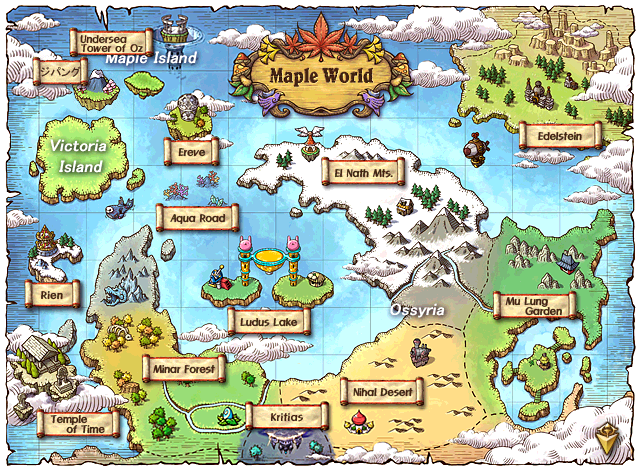 Undersea
Tower of Oz
Maple Island
ジパング
Maple World
Edelstein
Victoria
Island
Ereve
El Nath Mts.
Aqua Road
Rien
Ludus Lake
Ossyria
Mu Lung
Garden
Minar Forest
Nihal Desert
Temple
of Time
Kritias